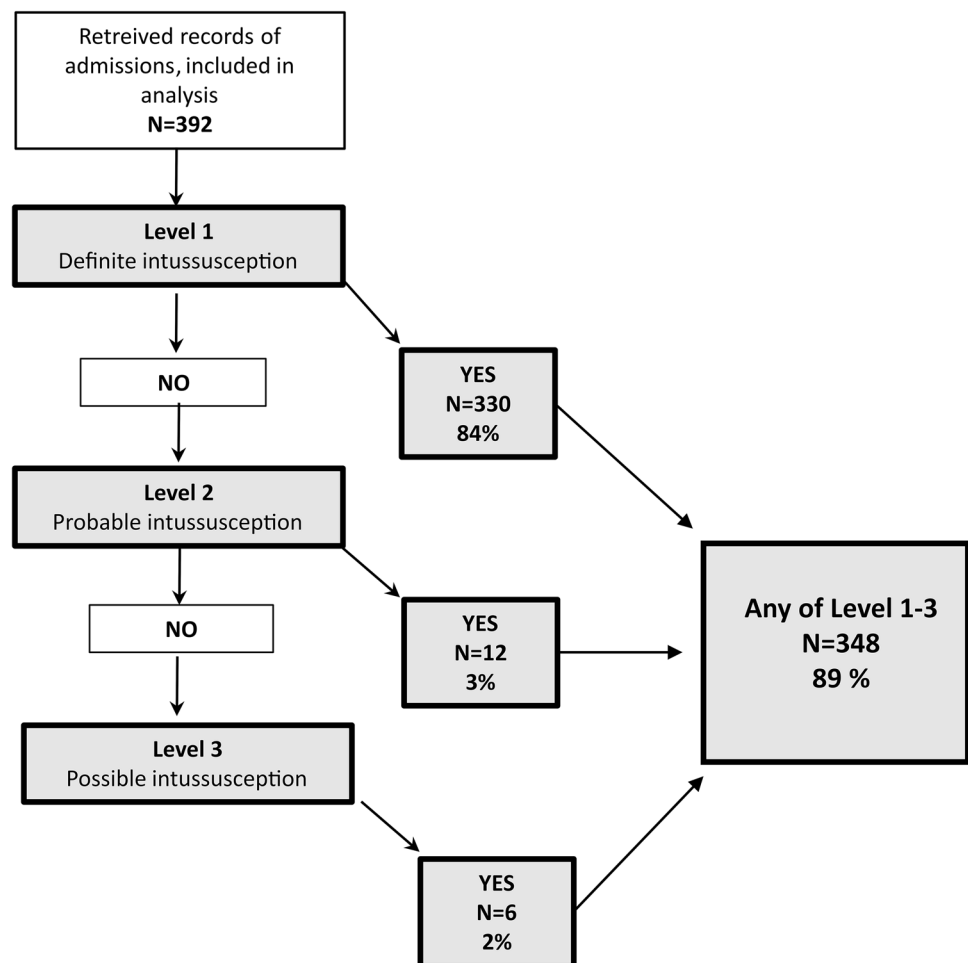 Retreived records of
admissions, included in
analysis
N=392
Level 1
Definite intussusception
NO
YES
N=330
84%
Level 2
Probable intussusception
NO
YES
N=12
3%
Any of Level 1-3
N=348
89 %
Level 3
Possible intussusception
YES
N=6
2%